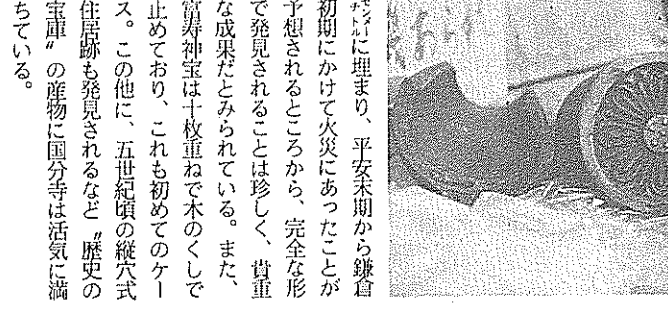 センチメートルに埋まり、平安末期から鎌倉
初期にかけて火災にあったことが
予想されるところから、完全な形
で発見されることは珍しく、貴重
な成果だとみられている。また、
富寿神宝は十枚重ねで木のくしで
止めており、これも初めてのケー
ス。この他に、五世紀頃の縦穴式
住居跡も発見されるなど〝歴史の
宝庫〟の産物に国分寺は活気に満
ちている。